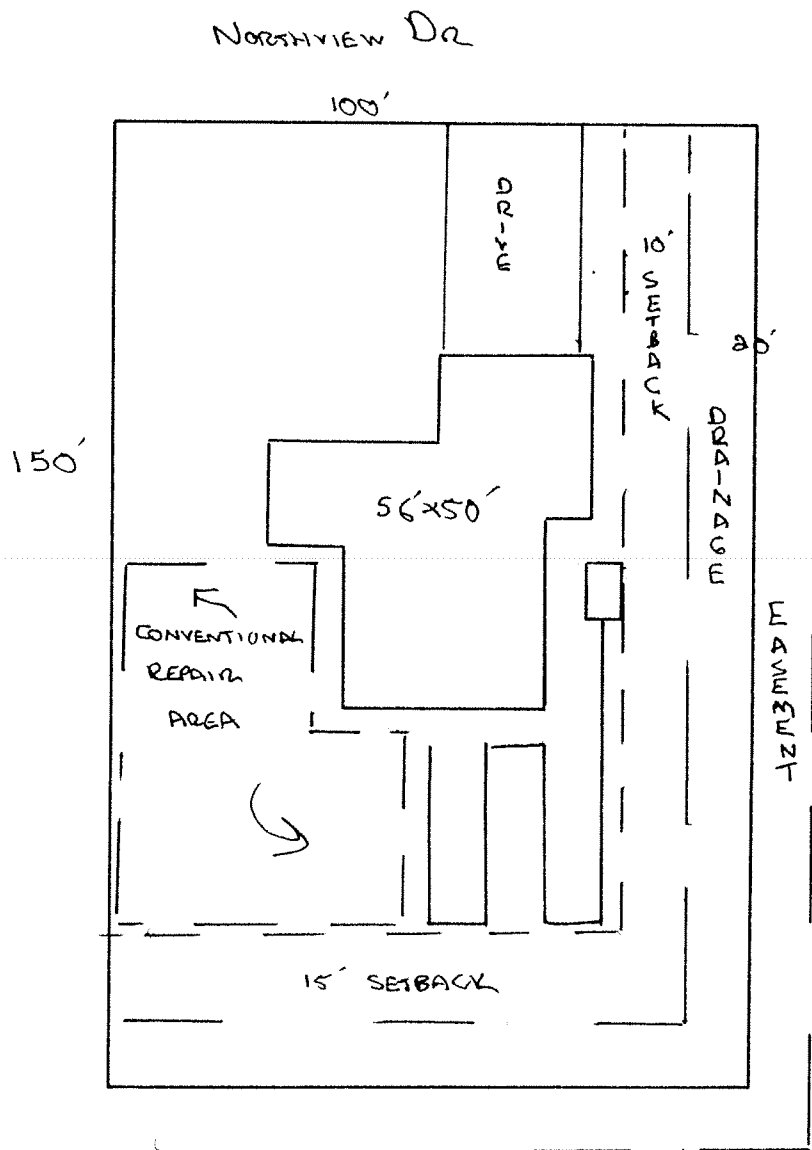 NORTHVIEW DR
100'
DRIVE
10' SETBACK
20'
DRAINAGE
EASEMENT
150'
56'x50'
CONVENTIONAL
REPAIR
AREA
15' SETBACK